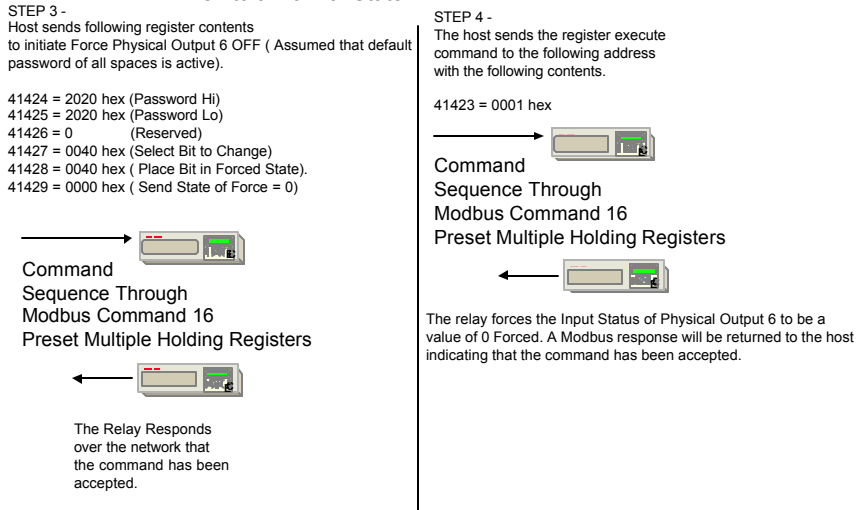 STEP 3 -
Host sends following register contents
to initiate Force Physical Output 6 OFF ( Assumed that default
password of all spaces is active).
41424 = 2020 hex (Password Hi)
41425 = 2020 hex (Password Lo)
41426 = 0 (Reserved)
41427 = 0040 hex (Select Bit to Change)
41428 = 0040 hex ( Place Bit in Forced State).
41429 = 0000 hex ( Send State of Force = 0)
Command
Sequence Through
Modbus Command 16
Preset Multiple Holding Registers
The Relay Responds
over the network that
the command has been
accepted.
STEP 4 -
The host sends the register execute
command to the following address
with the following contents.
41423 = 0001 hex
Command
Sequence Through
Modbus Command 16
Preset Multiple Holding Registers
The relay forces the Input Status of Physical Output 6 to be a
value of 0 Forced. A Modbus response will be returned to the host
indicating that the command has been accepted.